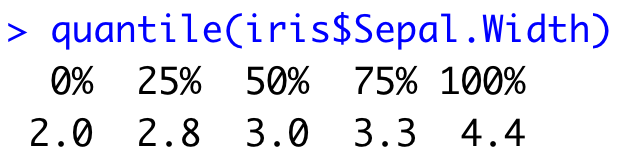 > quantile(iris$Sepal.Width)
0% 25% 50% 75% 100%
2.0 2.8 3.0 3.3 4.4